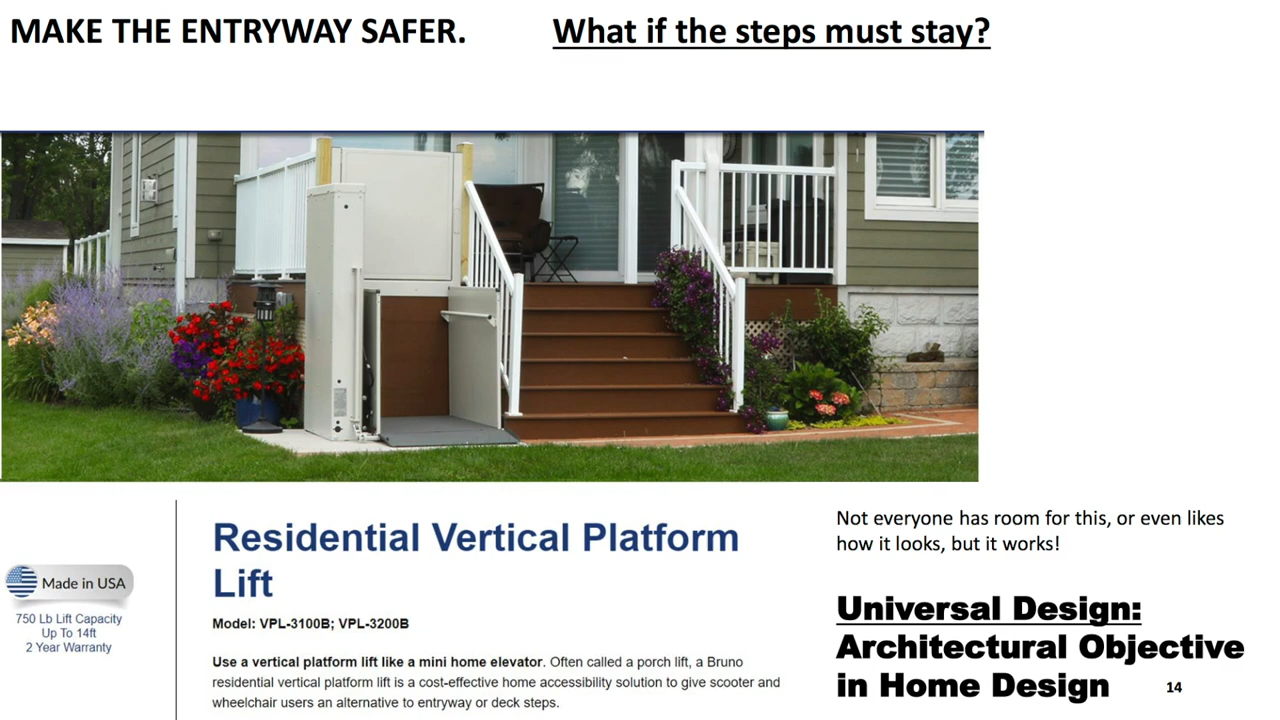 MAKE THE ENTRYWAY SAFER.
What if the steps must stay?
Made in USA
750 Lb Lift Capacity
Up To 14ft
2 Year Warranty
Residential Vertical Platform
Lift
Model: VPL-3100B; VPL-3200B
Use a vertical platform lift like a mini home elevator. Often called a porch lift, a Bruno
residential vertical platform lift is a cost-effective home accessibility solution to give scooter and
wheelchair users an alternative to entryway or deck steps.
Not everyone has room for this, or even likes
how it looks, but it works!
Universal Design:
Architectural Objective
in Home Design
14